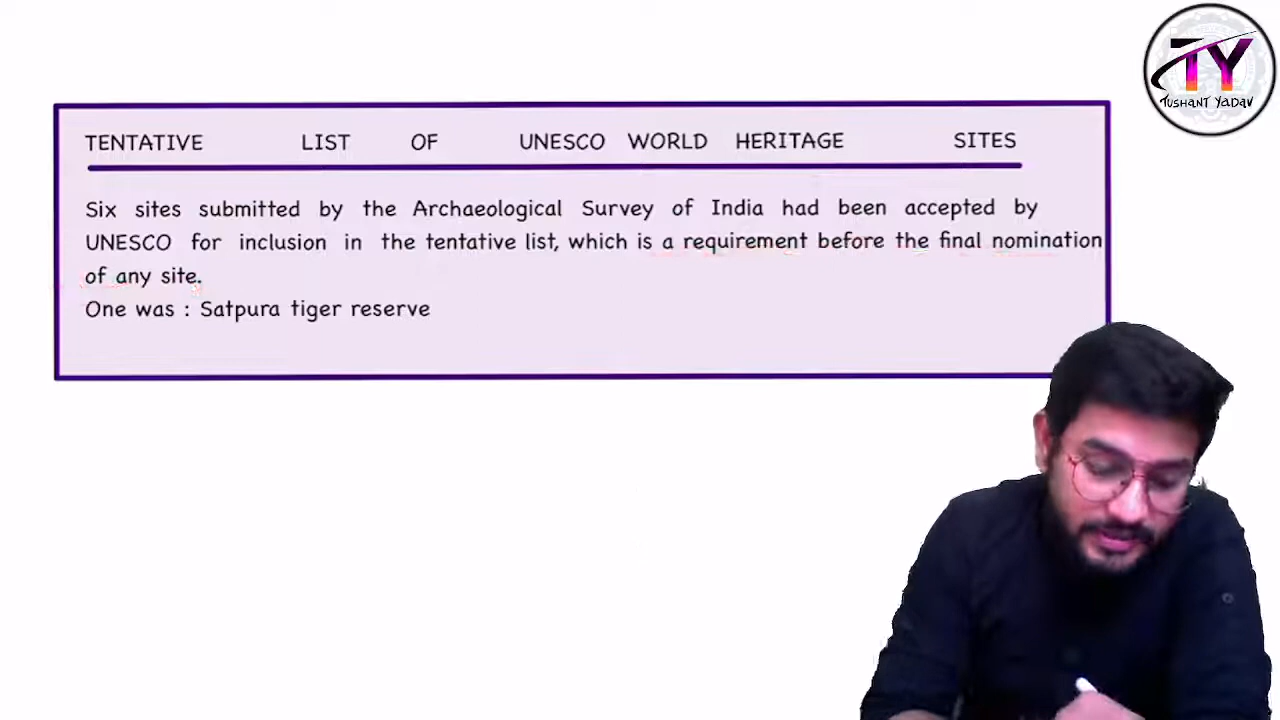 TY
TUSHANT YADAV
TENTATIVE LIST OF UNESCO WORLD HERITAGE SITES
Six sites submitted by the Archaeological Survey of India had been accepted by
UNESCO for inclusion in the tentative list, which is a requirement before the final nomination
of any site.
One was : Satpura tiger reserve